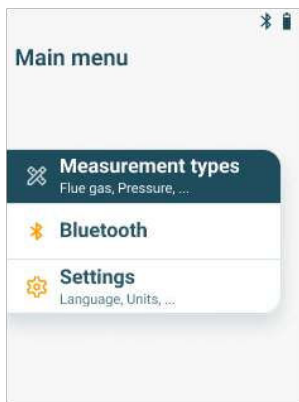 Main menu
Measurement types
Flue gas, Pressure, ...
Bluetooth
Settings
Language, Units, ...